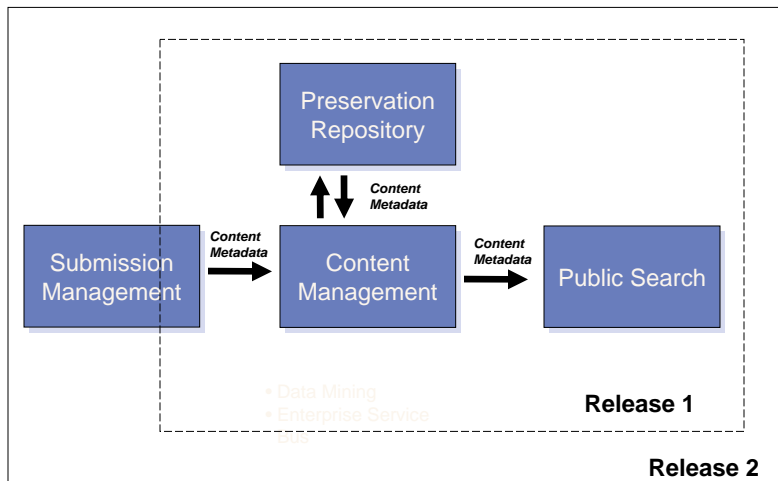 Preservation
Repository
Content
Metadata
Submission
Management
Content
Metadata
Content
Management
Content
Metadata
Public Search
• Data Mining
• Enterprise Service
Bus
Release 1
Release 2